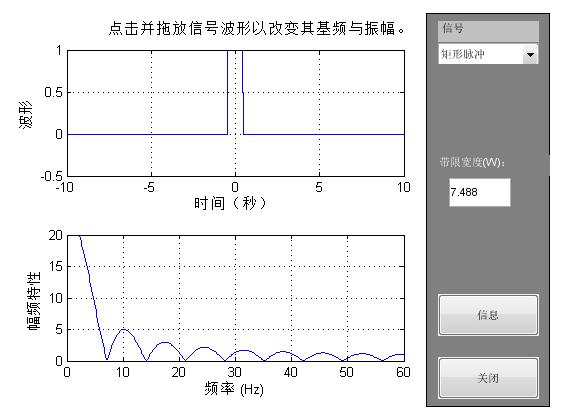 点击并拖放信号波形以改变其基频与振幅。
1
0.5
0
-0.5
波形
-10
-5
0
5
10
时间（秒）
20
15
10
5
0
幅频特性
0
10
20
30
40
50
60
频率 (Hz)
信号
矩形脉冲
带限宽度(W):
7.488
信息
关闭